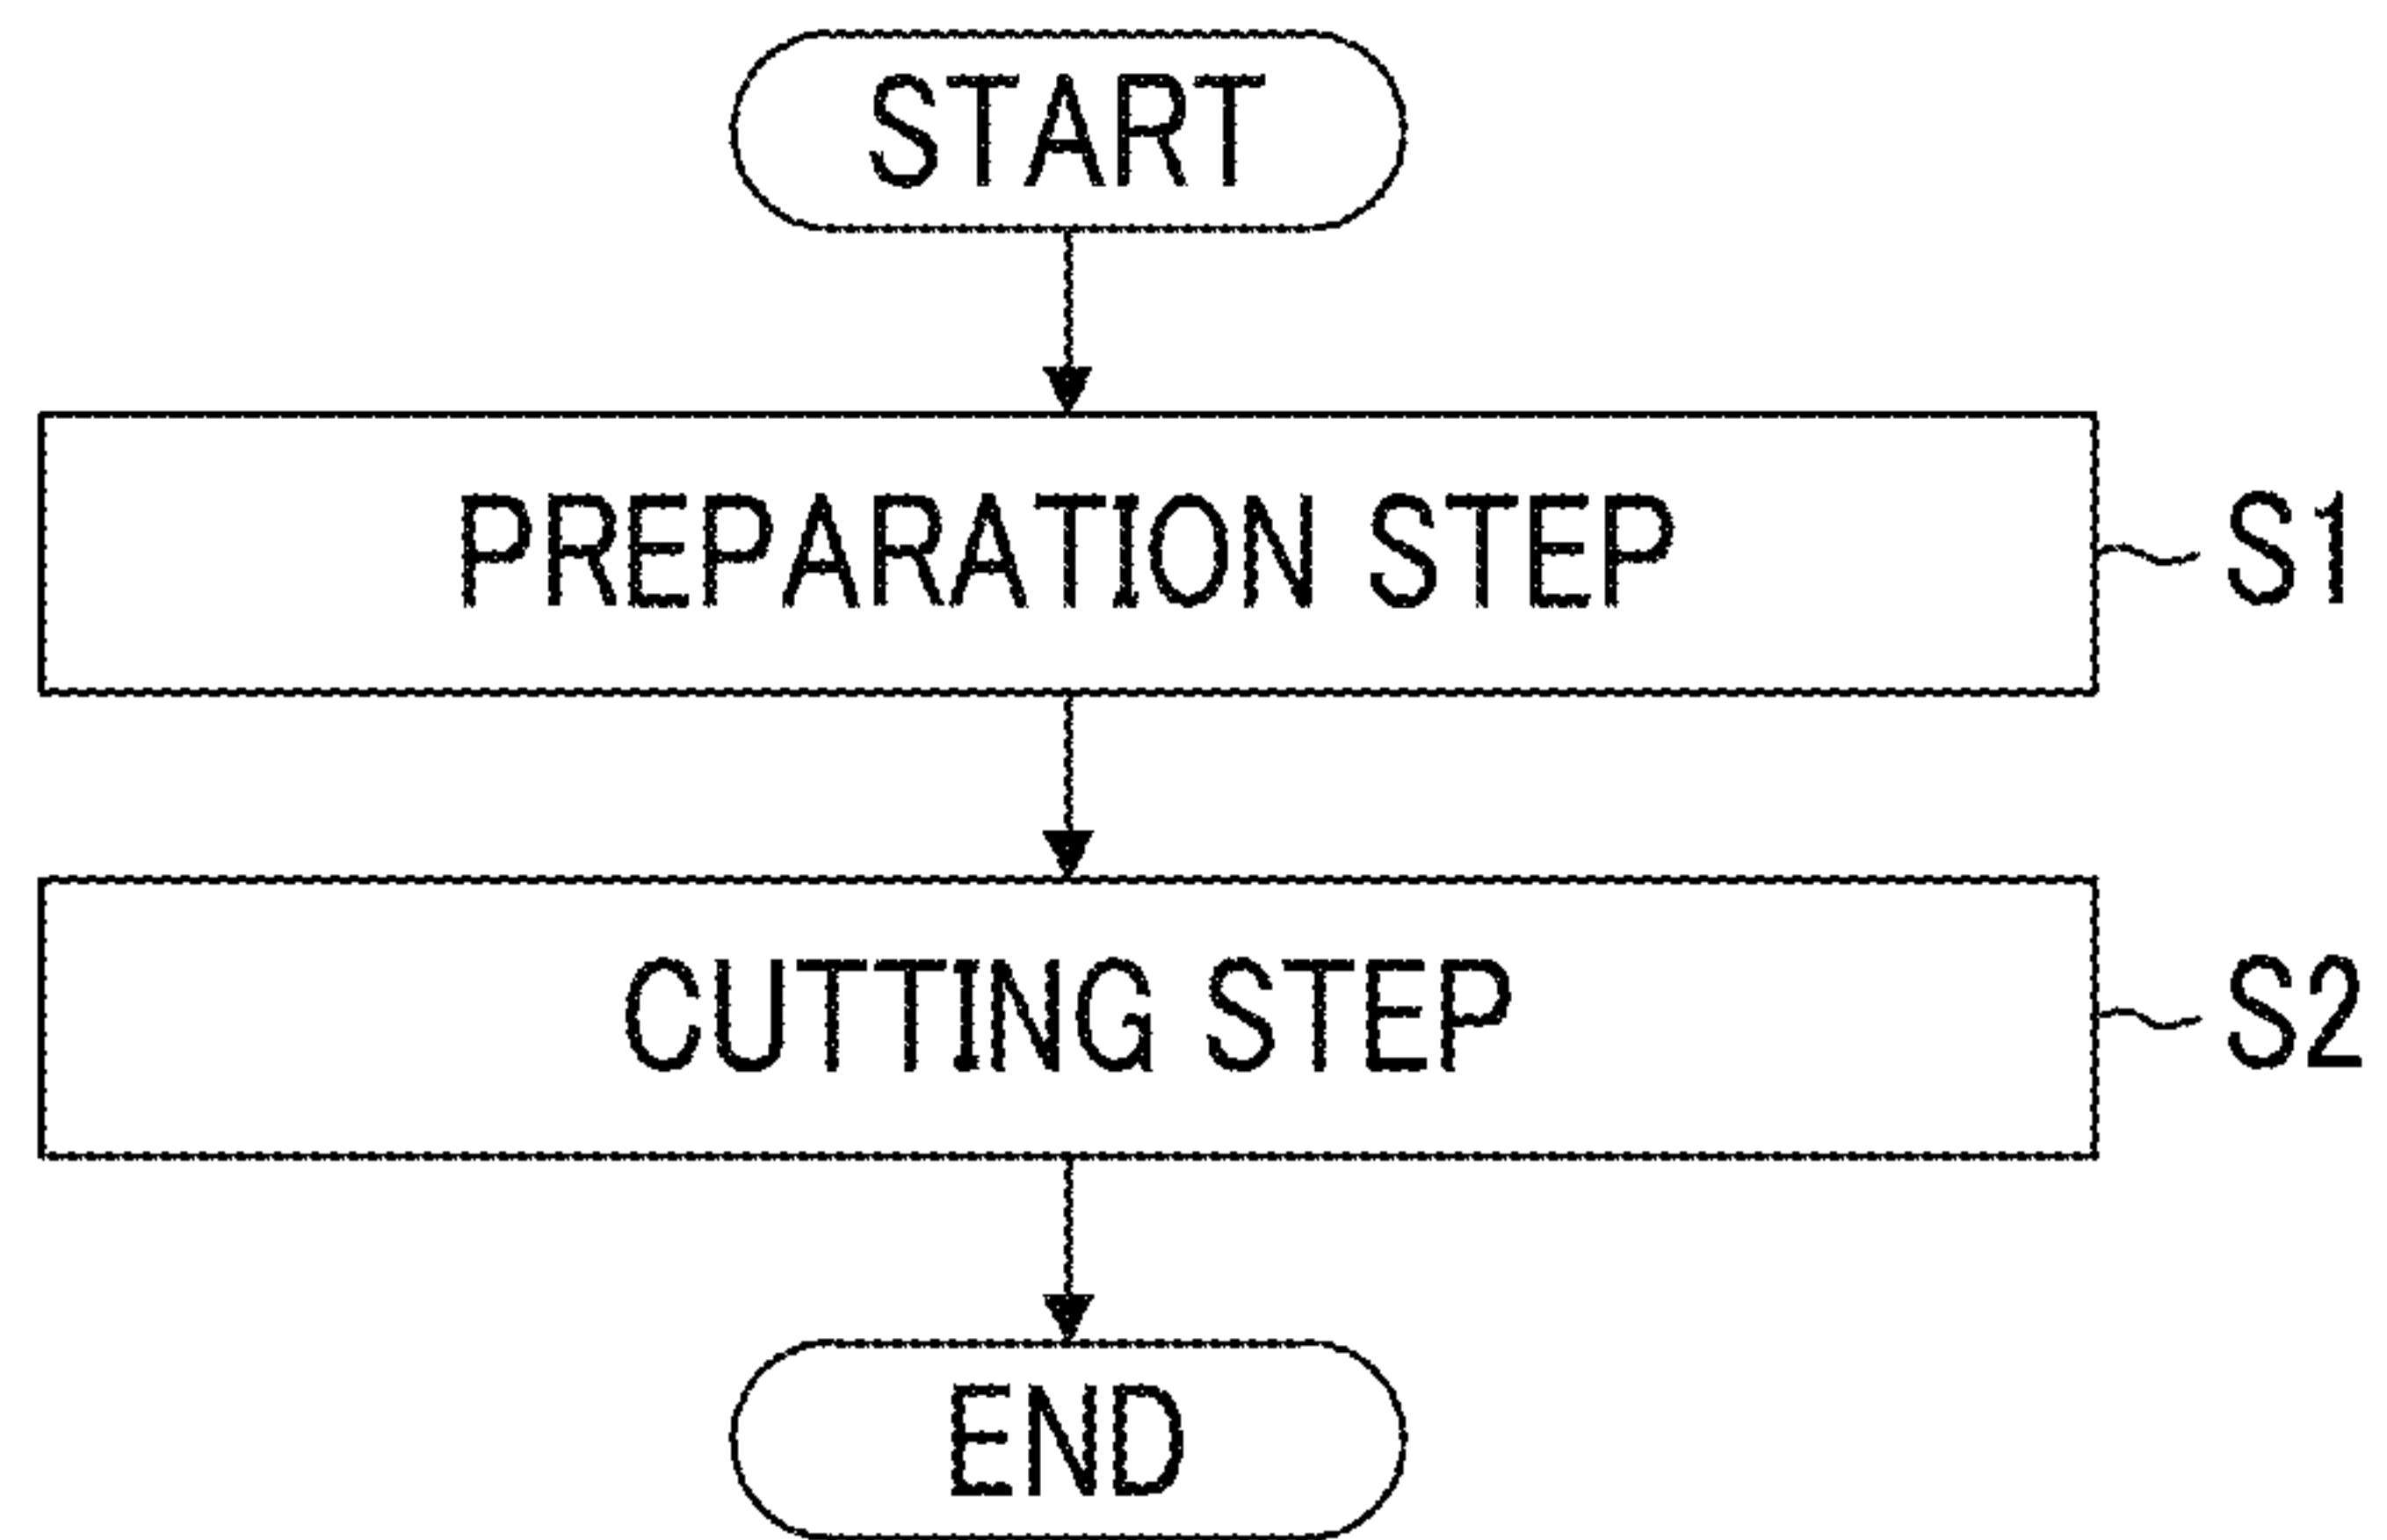 START
PREPARATION STEP
S1
CUTTING STEP
S2
END